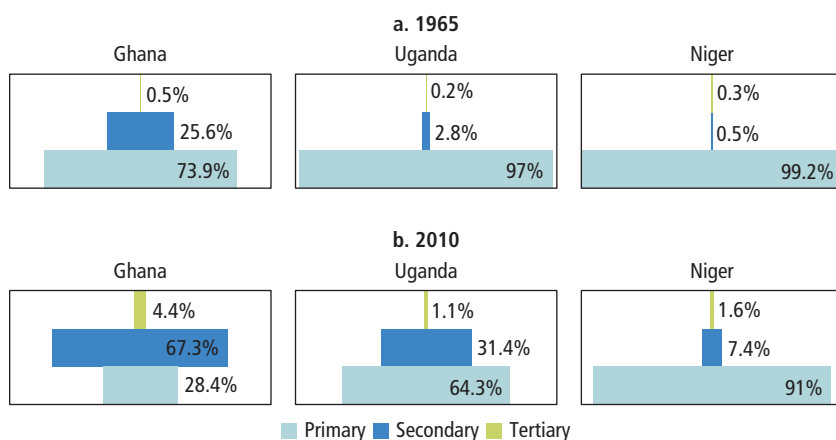 a. 1965
Ghana Uganda Niger
0.5% 0.2% 0.3%
25.6% 2.8% 0.5%
73.9% 97% 99.2%
b. 2010
Ghana Uganda Niger
4.4% 1.1% 1.6%
67.3% 31.4% 7.4%
28.4% 64.3% 91%
Primary Secondary Tertiary